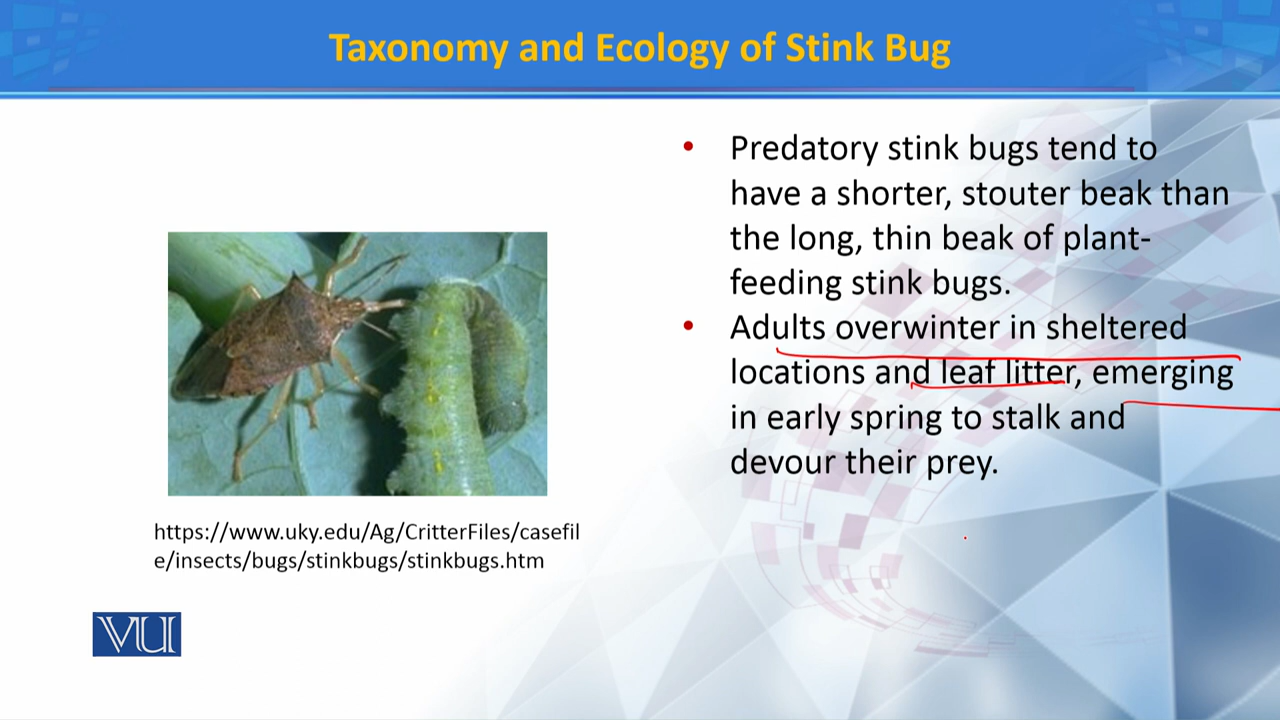 Taxonomy and Ecology of Stink Bug
• Predatory stink bugs tend to
have a shorter, stouter beak than
the long, thin beak of plant-
feeding stink bugs.
• Adults overwinter in sheltered
locations and leaf litter, emerging
in early spring to stalk and
devour their prey.
https://www.uky.edu/Ag/CritterFiles/casefil
e/insects/bugs/stinkbugs/stinkbugs.htm
VU